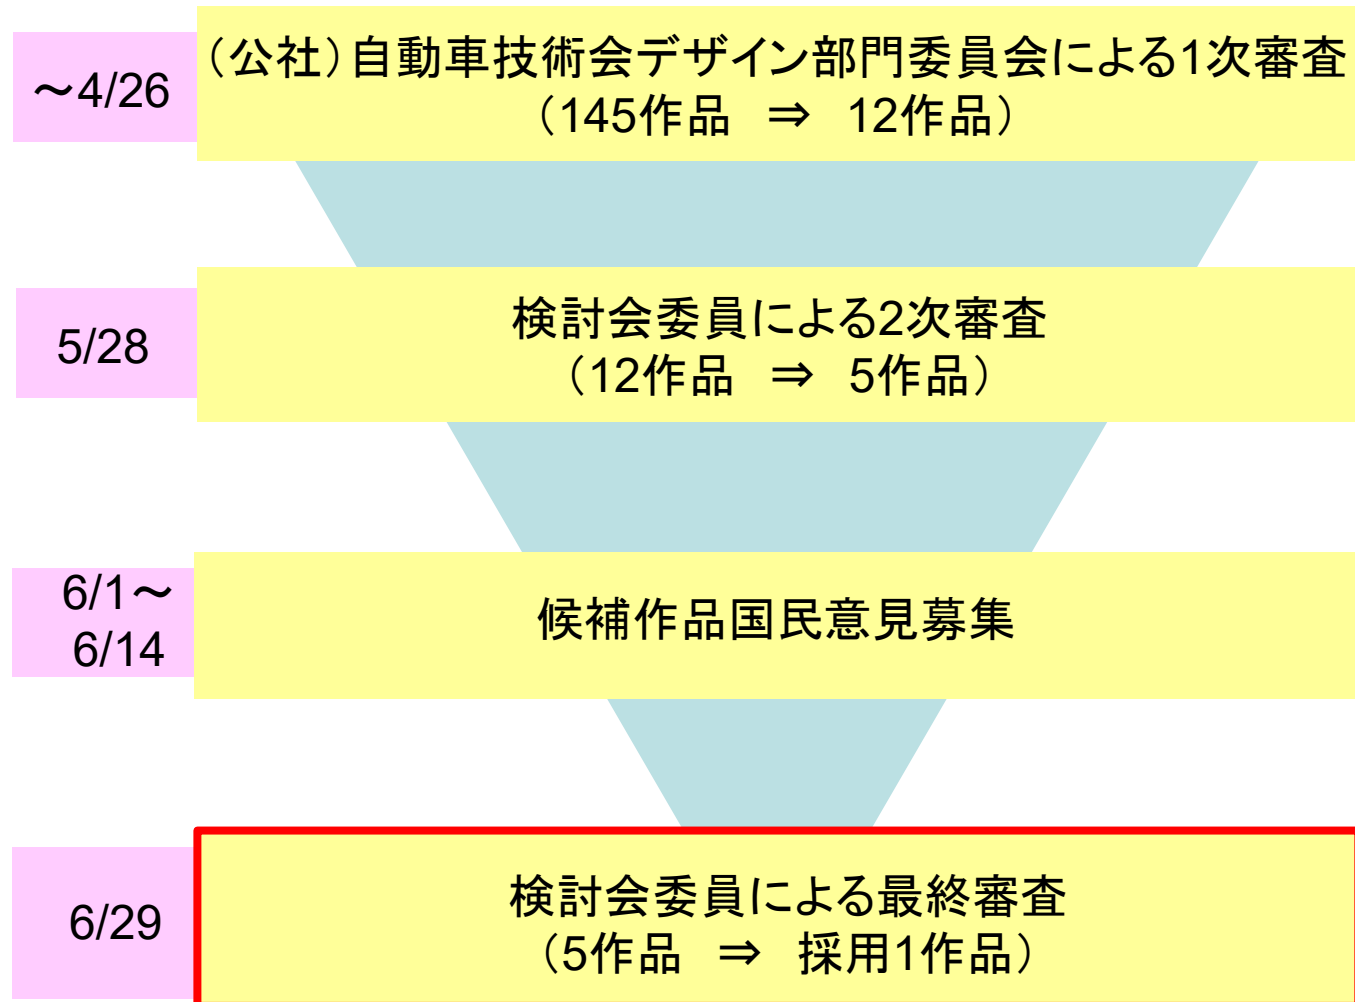 ～4/26
（公社）自動車技術会デザイン部門委員会による1次審査
（145作品　⇒　12作品）
5/28
検討会委員による2次審査
（12作品　⇒　5作品）
6/1～
6/14
候補作品国民意見募集
6/29
検討会委員による最終審査
（5作品　⇒　採用1作品）